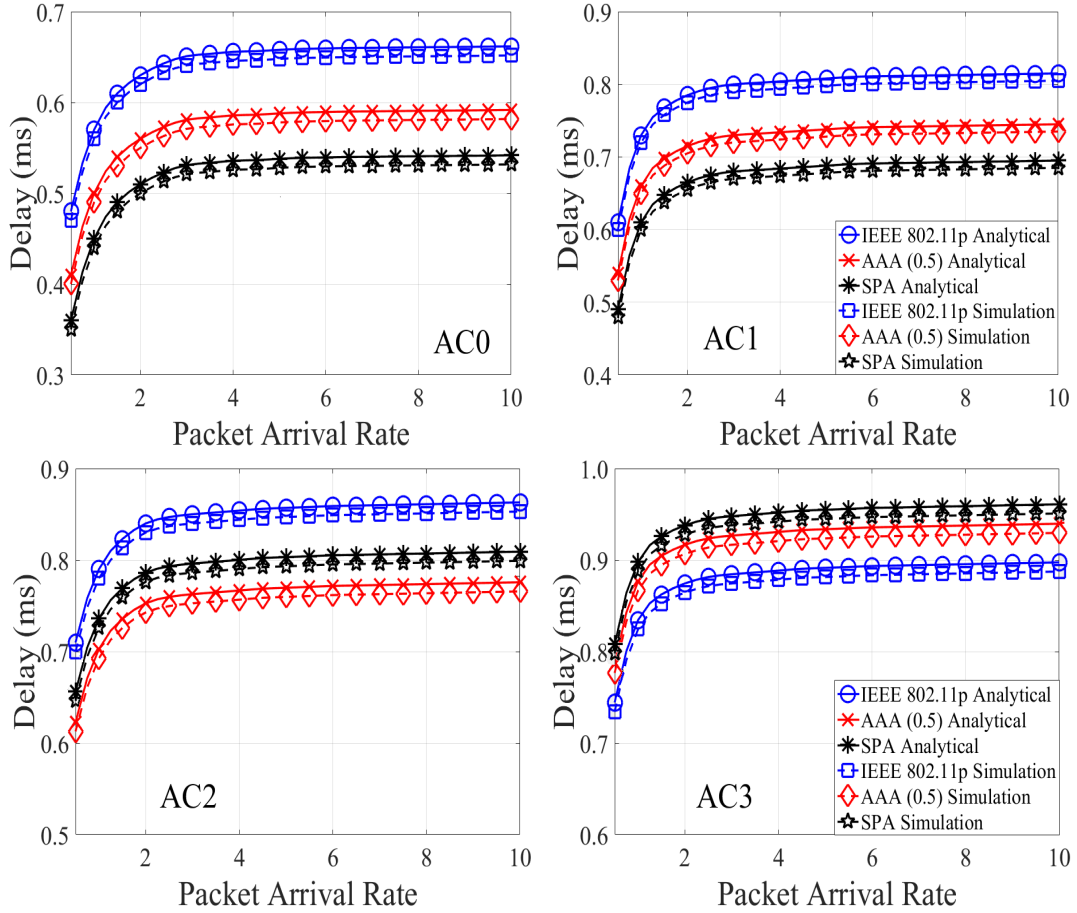 0.7
0.6
0.5
0.4
0.3
2
4
6
8
10
Delay (ms)
Packet Arrival Rate
AC0
0.9
0.8
0.7
0.6
0.5
0.4
2
4
6
8
10
Delay (ms)
Packet Arrival Rate
AC1
IEEE 802.11p Analytical
AAA (0.5) Analytical
SPA Analytical
IEEE 802.11p Simulation
AAA (0.5) Simulation
SPA Simulation
0.9
0.8
0.7
0.6
0.5
2
4
6
8
10
Delay (ms)
Packet Arrival Rate
AC2
1.0
0.9
0.8
0.7
0.6
2
4
6
8
10
Delay (ms)
Packet Arrival Rate
AC3
IEEE 802.11p Analytical
AAA (0.5) Analytical
SPA Analytical
IEEE 802.11p Simulation
AAA (0.5) Simulation
SPA Simulation